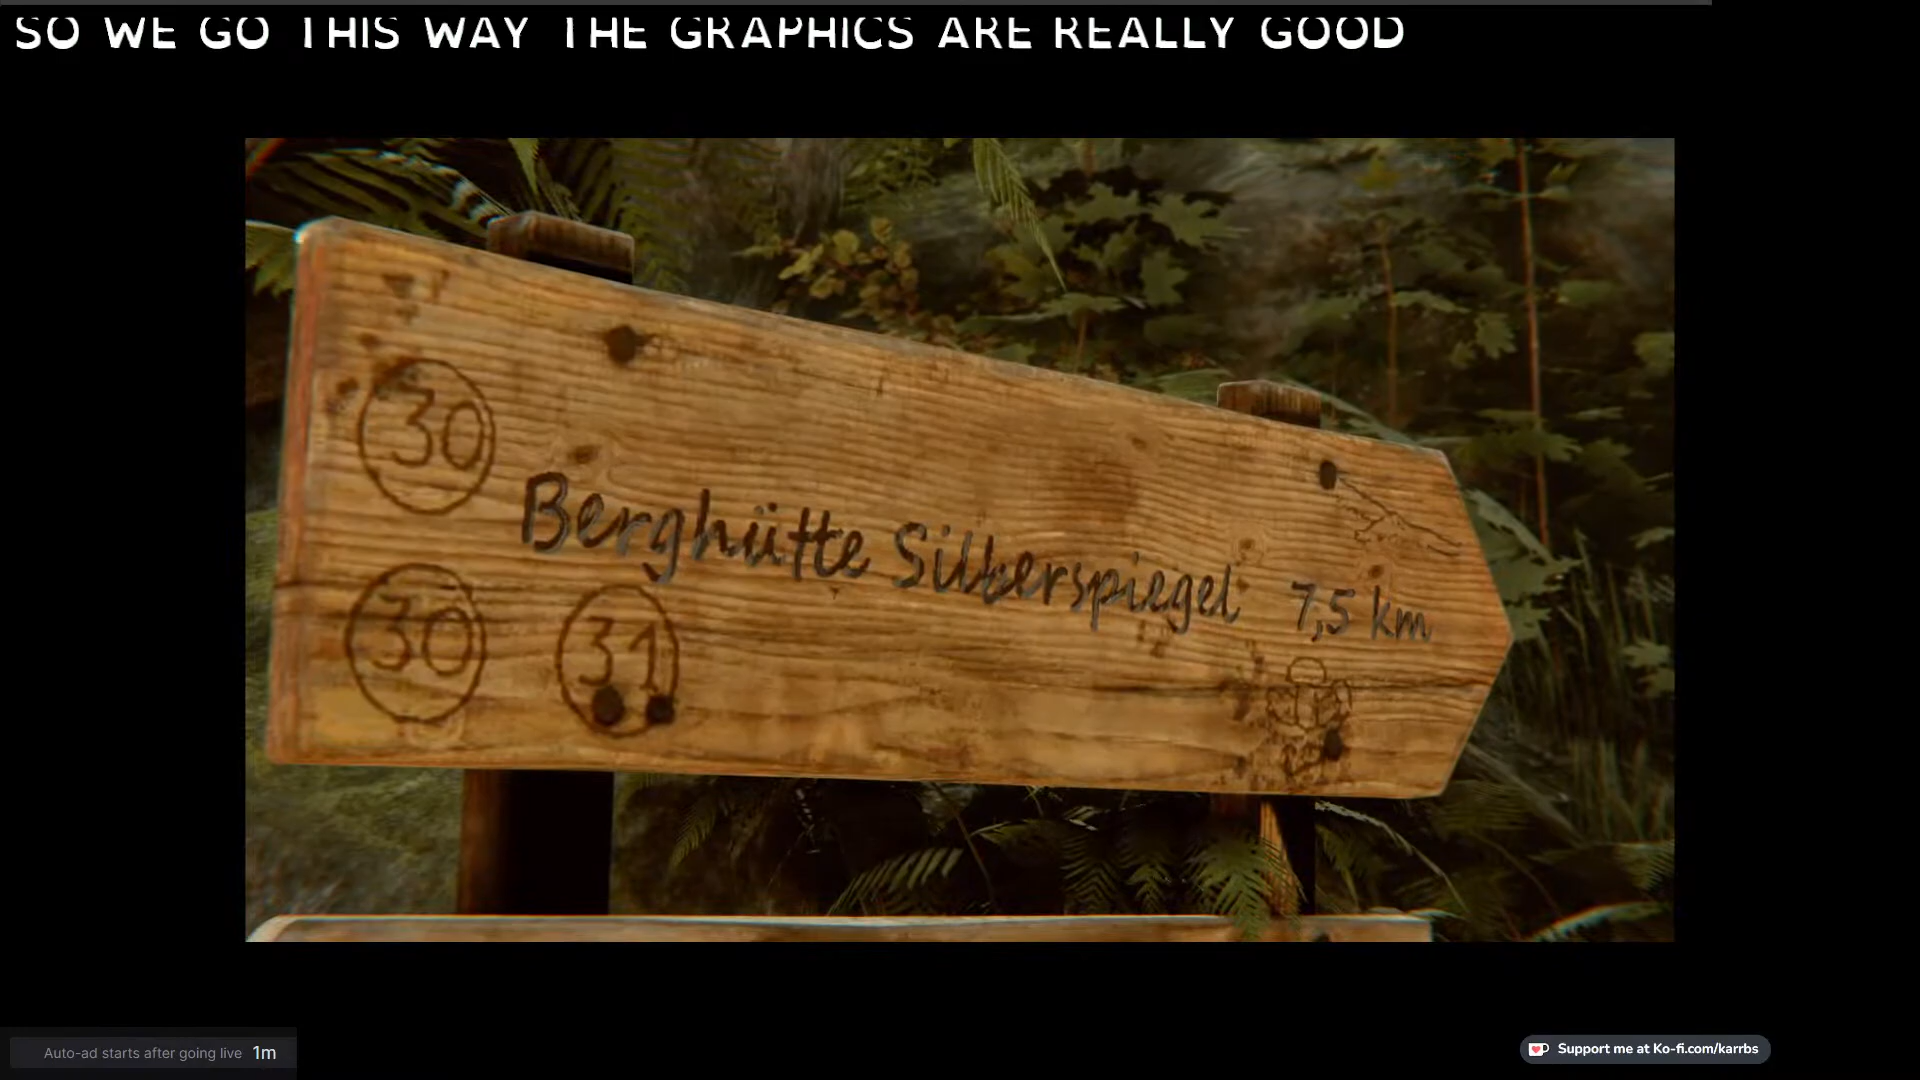 SO WE GO THIS WAY THE GRAPHICS ARE REALLY GOOD
30
Berghütte Silberspiegel 7,5 km
30 31
Auto-ad starts after going live 1m
Support me at Ko-fi.com/karrbs